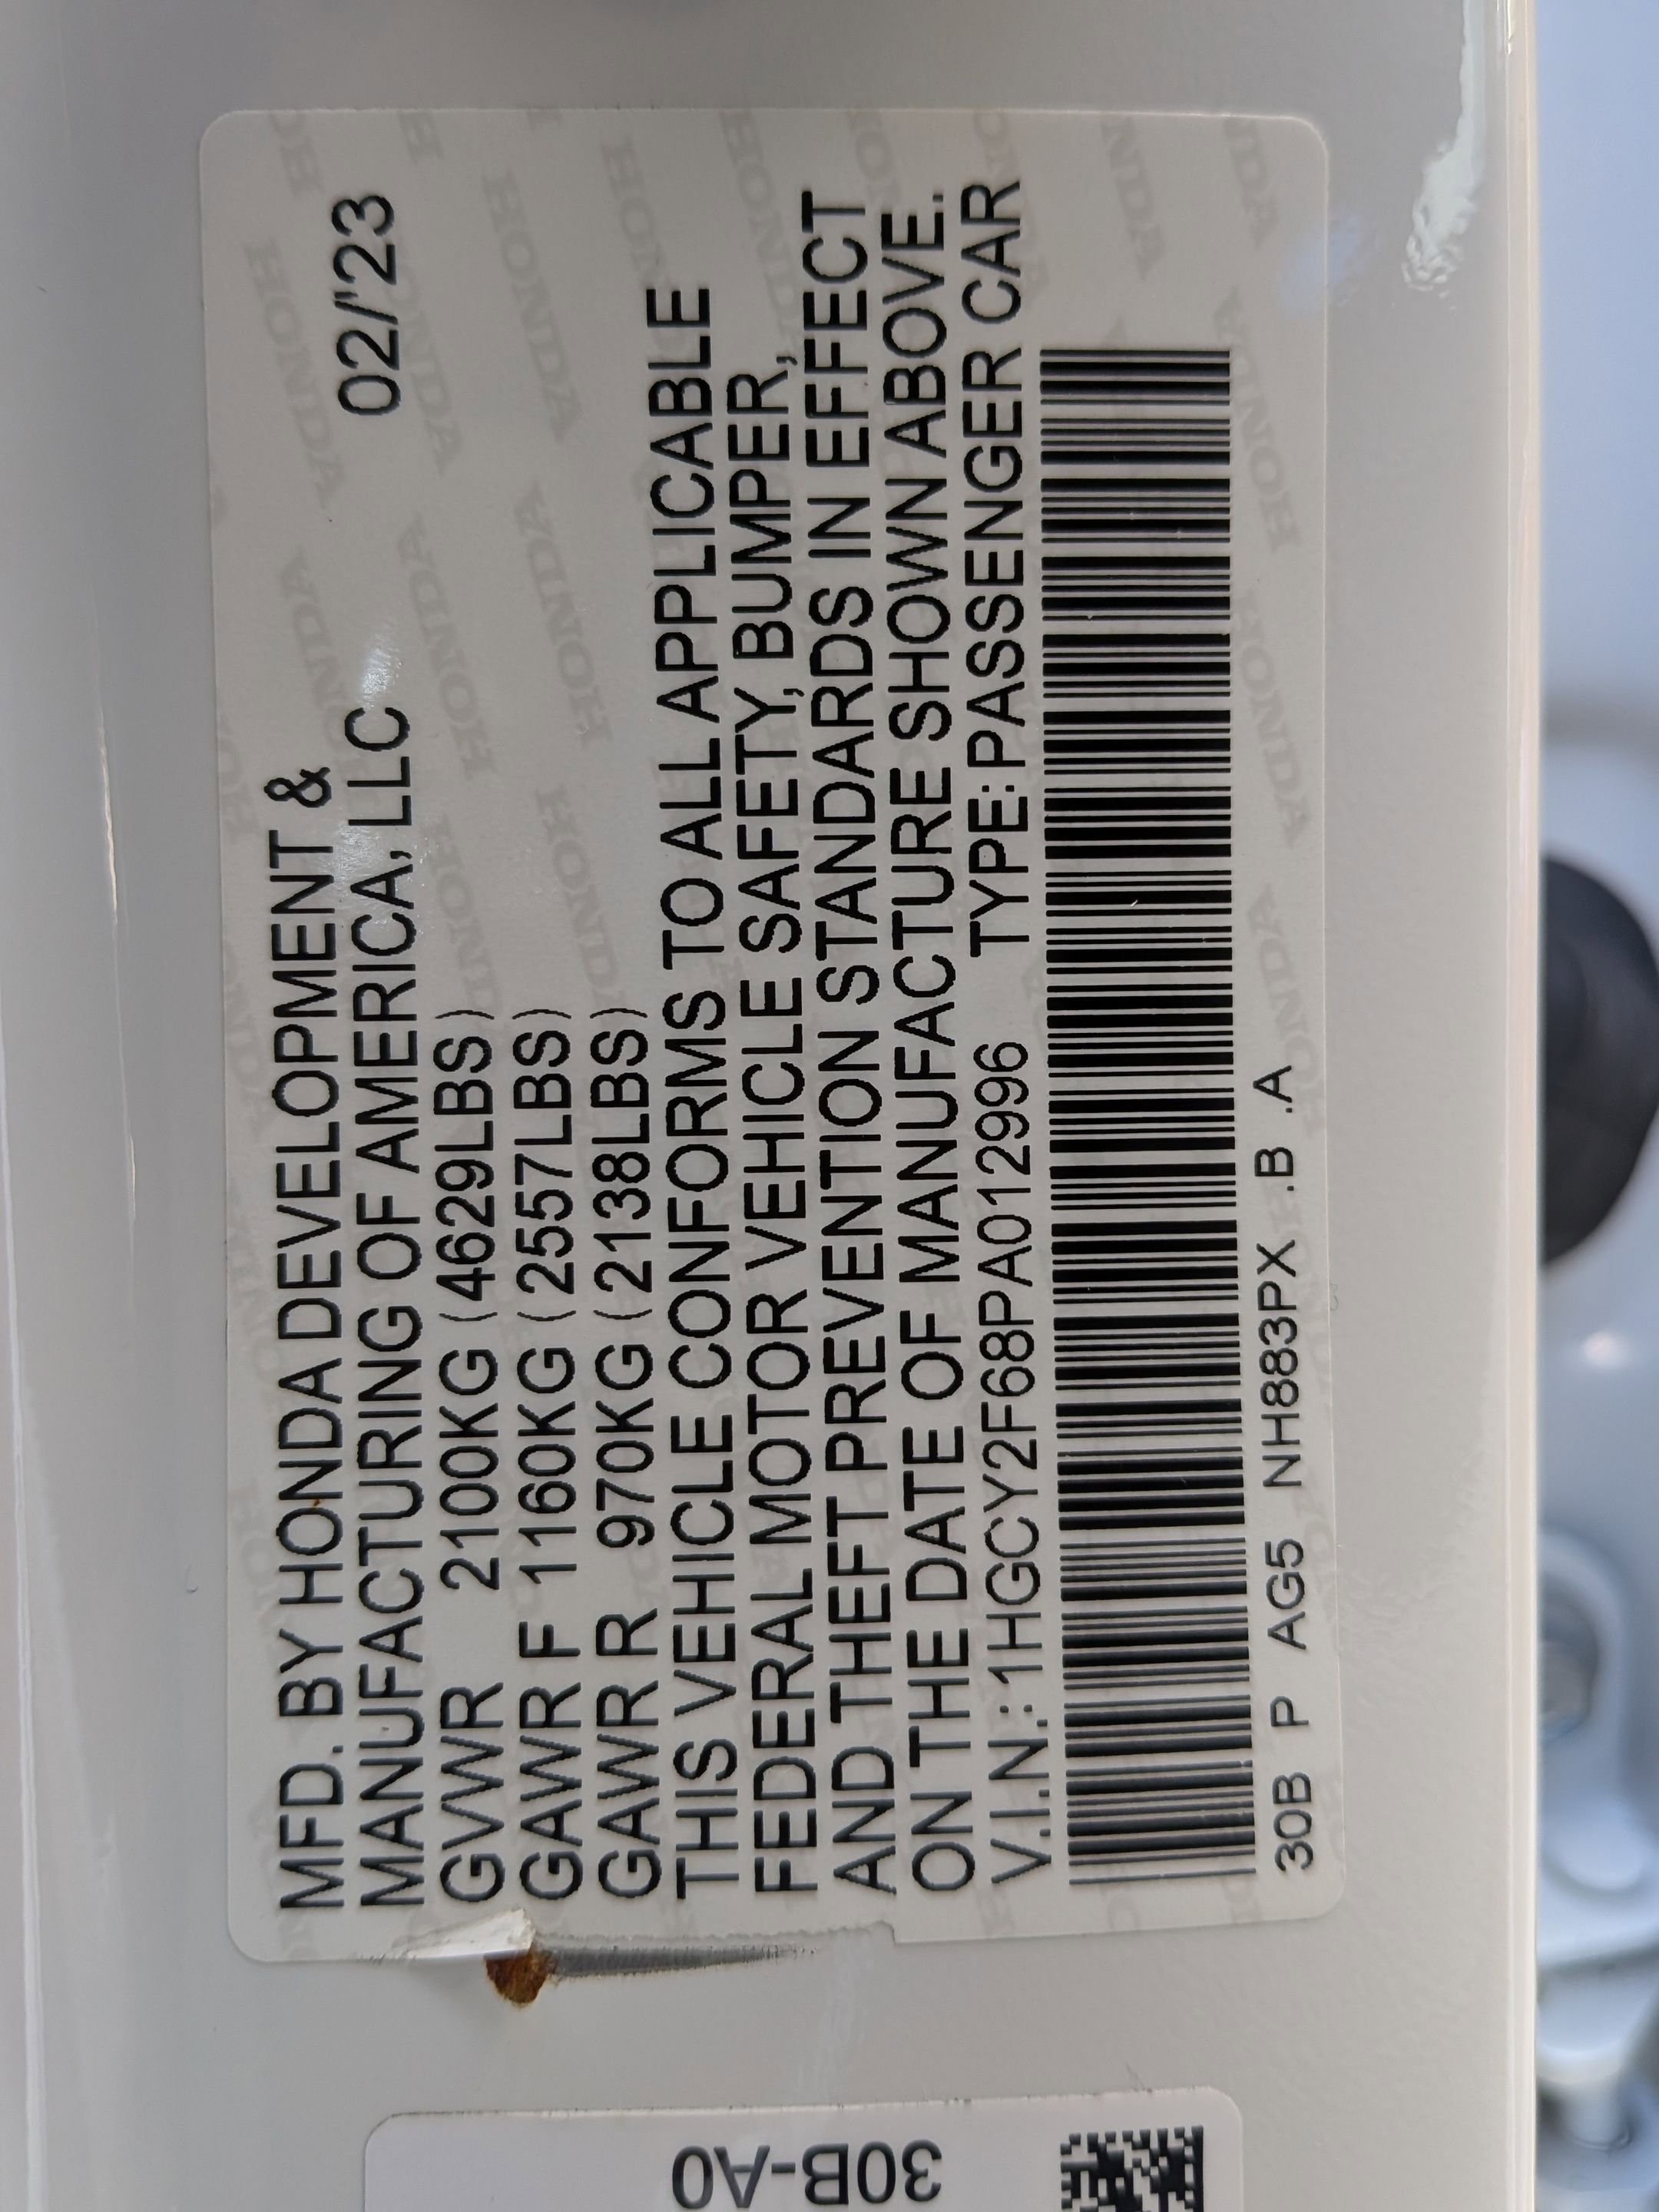 MFD. BY HONDA DEVELOPMENT &
MANUFACTURING OF AMERICA, LLC 02/'23
GVWR 2100KG (4629LBS)
GAWR F 1160KG (2557LBS)
GAWR R 970KG (2138LBS)
THIS VEHICLE CONFORMS TO ALL APPLICABLE
FEDERAL MOTOR VEHICLE SAFETY, BUMPER,
AND THEFT PREVENTION STANDARDS IN EFFECT
ON THE DATE OF MANUFACTURE SHOWN ABOVE.
V.I.N.: 1HGCY2F68PA012996 TYPE: PASSENGER CAR
30B P AG5 NH883PX .B .A
30B-A0